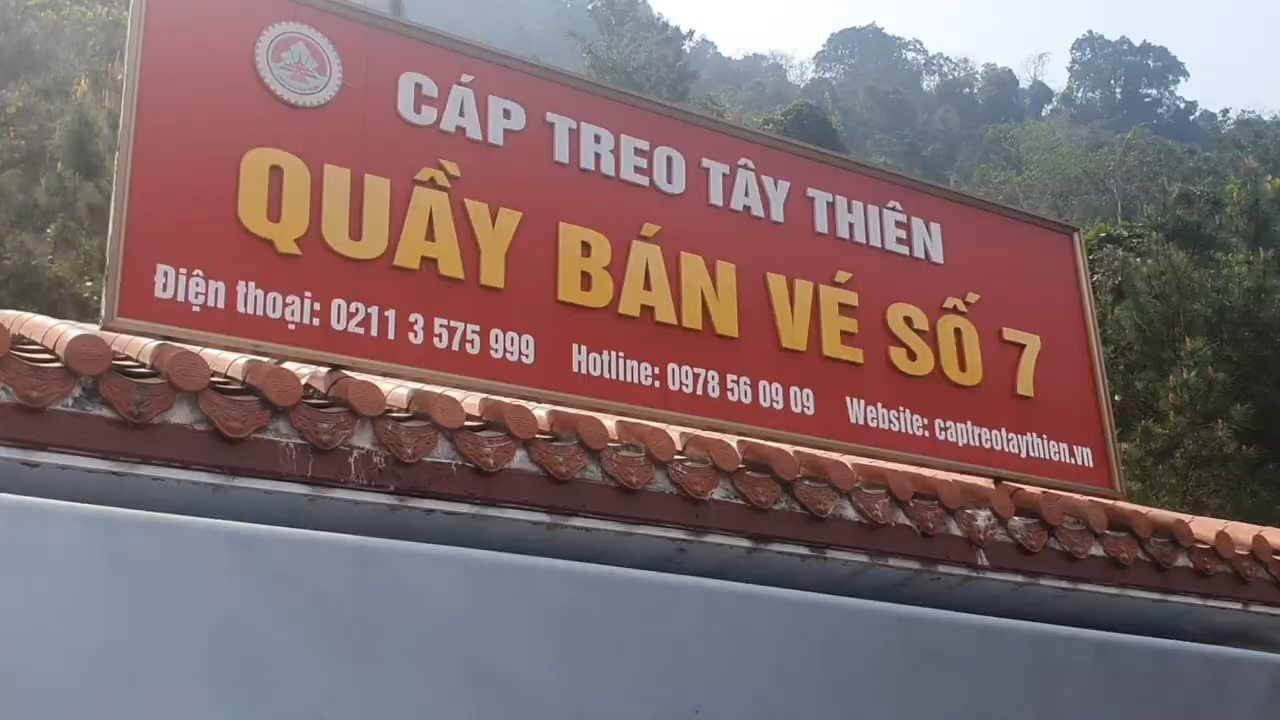 CÁP TREO TÂY THIÊN
QUẦY BÁN VÉ SỐ 7
Điện thoại: 0211 3 575 999 Hotline: 0978 56 09 09 Website: captreotaythien.vn